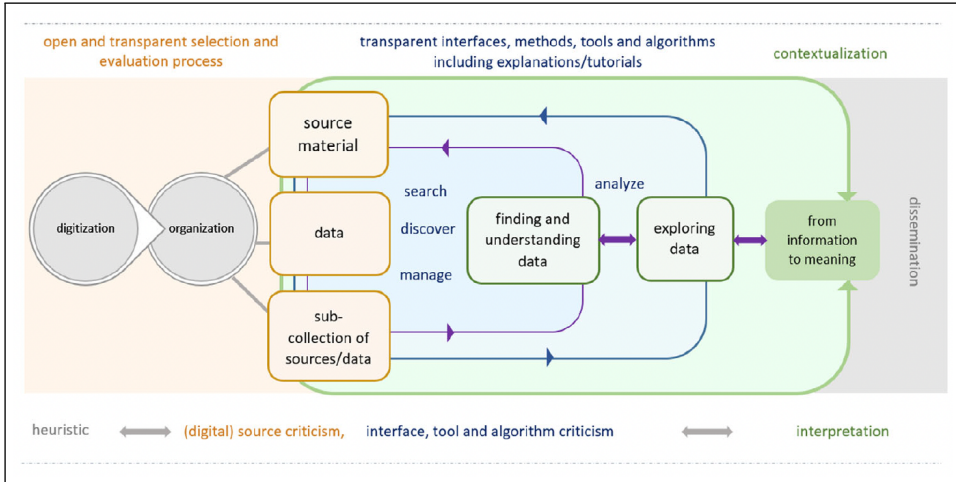 open and transparent selection and
evaluation process
transparent interfaces, methods, tools and algorithms
including explanations/tutorials
contextualization
source
material
search
analyze
digitization
organization
data
discover
finding and
understanding
data
exploring
data
from
information
to meaning
dissemination
manage
sub-
collection of
sources/data
heuristic
(digital) source criticism,
interface, tool and algorithm criticism
interpretation